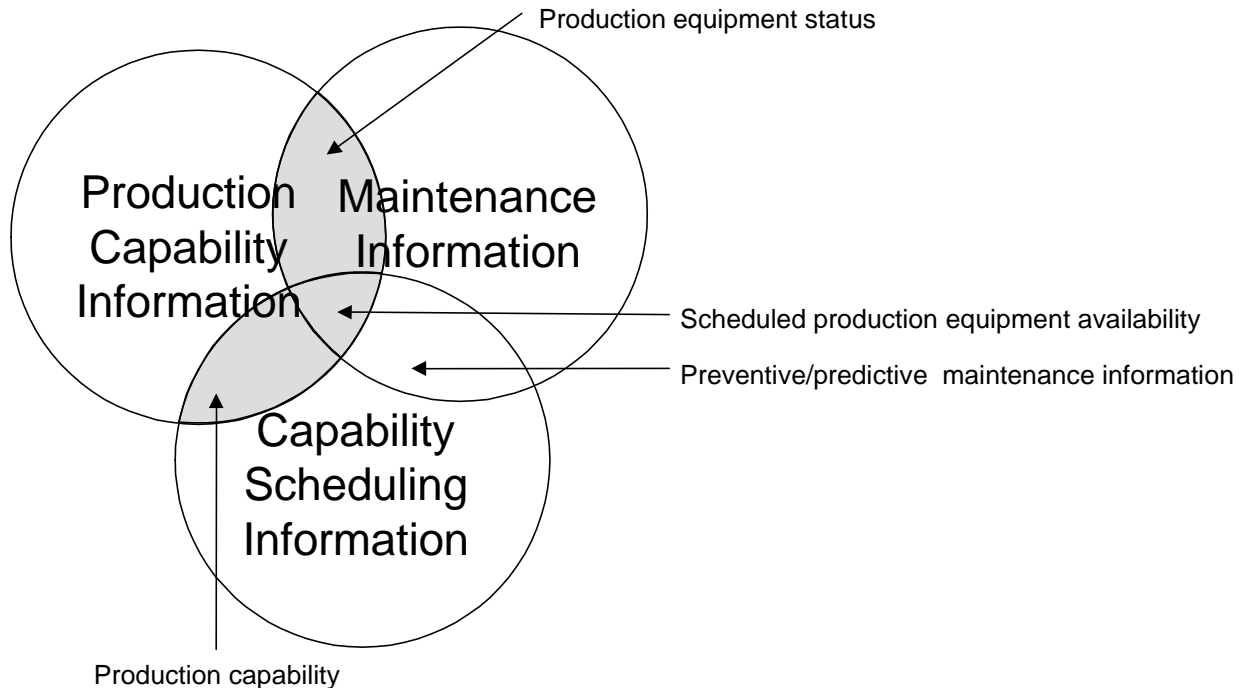 Production equipment status
Production
Capability
Information
Maintenance
Information
Scheduled production equipment availability
Preventive/predictive  maintenance information
Capability
Scheduling
Information
Production capability